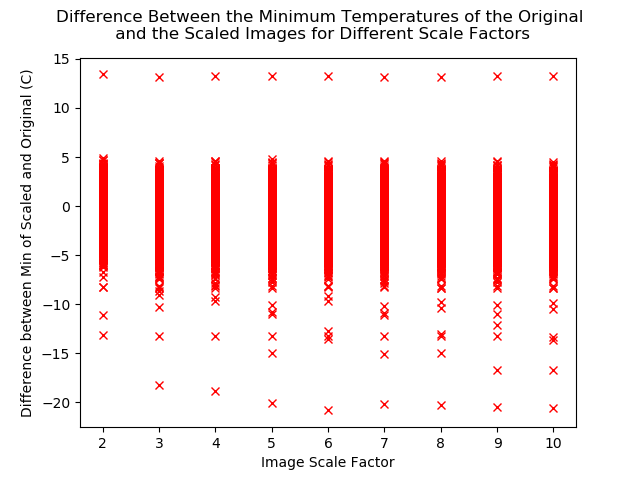 Difference Between the Minimum Temperatures of the Original
and the Scaled Images for Different Scale Factors
Difference between Min of Scaled and Original (C)
15
10
5
0
−5
−10
−15
−20
2 3 4 5 6 7 8 9 10
Image Scale Factor